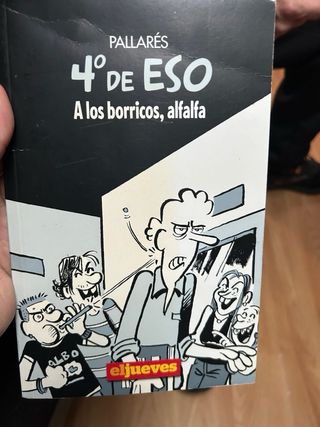 PALLARÉS
4º DE ESO
A los borricos, alfalfa
ALBO
eljueves